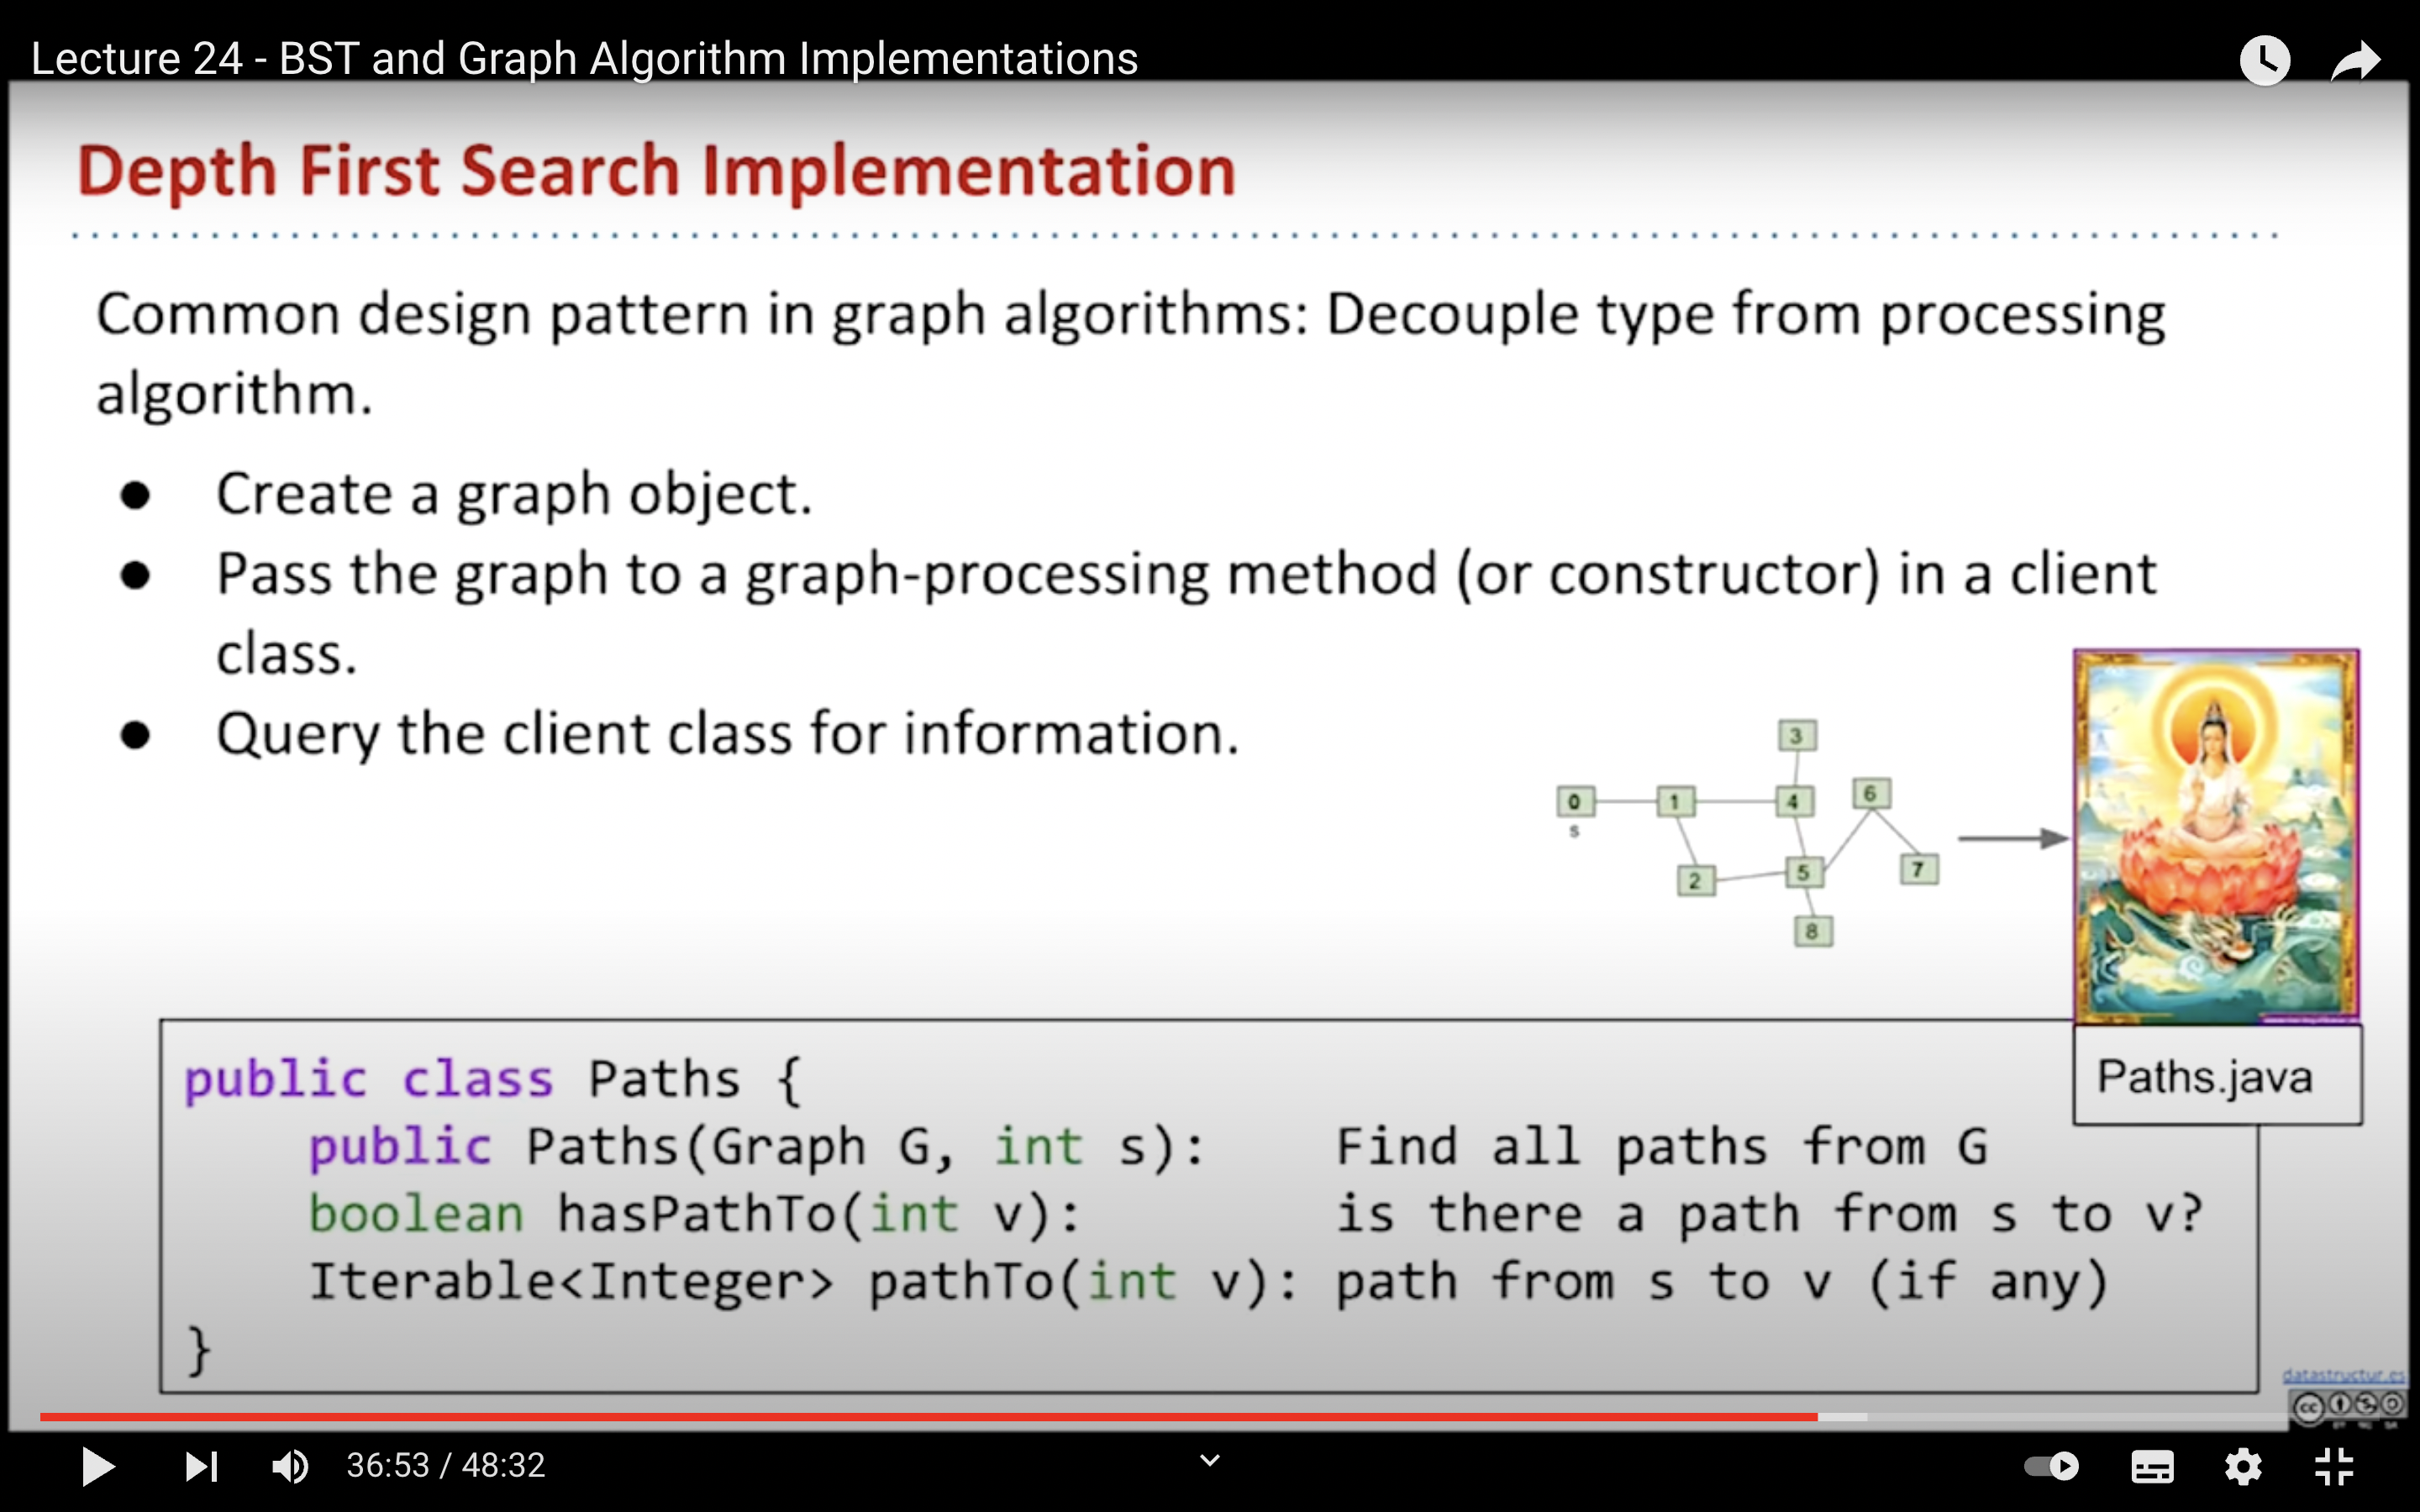 Lecture 24 - BST and Graph Algorithm Implementations
Depth First Search Implementation
Common design pattern in graph algorithms: Decouple type from processing
algorithm.
● Create a graph object.
● Pass the graph to a graph-processing method (or constructor) in a client
class.
● Query the client class for information.
3
0
1
4
6
s
2
5
7
8
Paths.java
public class Paths {
public Paths(Graph G, int s): Find all paths from G
boolean hasPathTo(int v): is there a path from s to v?
Iterable<Integer> pathTo(int v): path from s to v (if any)
}
datastructur.es
cc
36:53 / 48:32